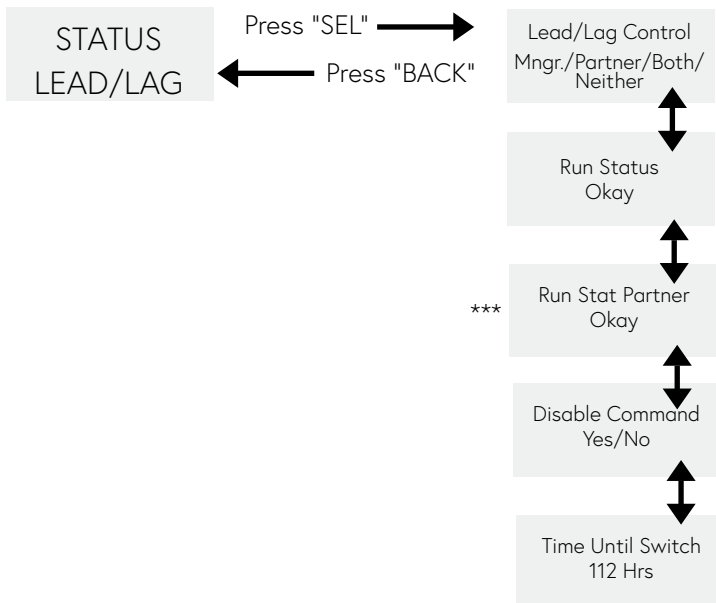 STATUS
LEAD/LAG
Press "SEL"
Press "BACK"
Lead/Lag Control
Mngr./Partner/Both/
Neither
Run Status
Okay
***
Run Stat Partner
Okay
Disable Command
Yes/No
Time Until Switch
112 Hrs